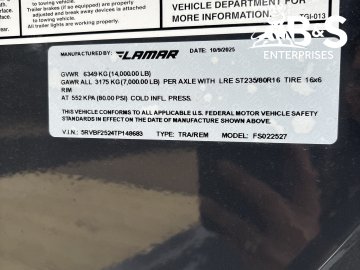 Trailer brakes (if equipped) are properly
adjusted and break away devices is attached
to towing vehicle.
All trailer lights are working properly.
VEHICLE DEPARTMENT FOR
MORE INFORMATION.
TGI-013
B&S
ENTERPRISES
MANUFACTURED BY LAMAR DATE: 10/9/2025
GVWR 6349 KG (14,000.00 LB)
GAWR ALL 3175 KG(7,000.00 LB) PER AXLE WITH LRE ST235/80R16 TIRE 16x6
RIM
AT 552 KPA (80.00 PSI) COLD INFL. PRESS.
THIS VEHICLE CONFORMS TO ALL APPLICABLE U.S. FEDERAL MOTOR VEHICLE SAFETY
STANDARDS IN EFFECT ON THE DATE OF MANUFACTURE SHOWN ABOVE.
V.I.N.: 5RVBF2524TP148683 TYPE: TRA/REM MODEL: FS022527